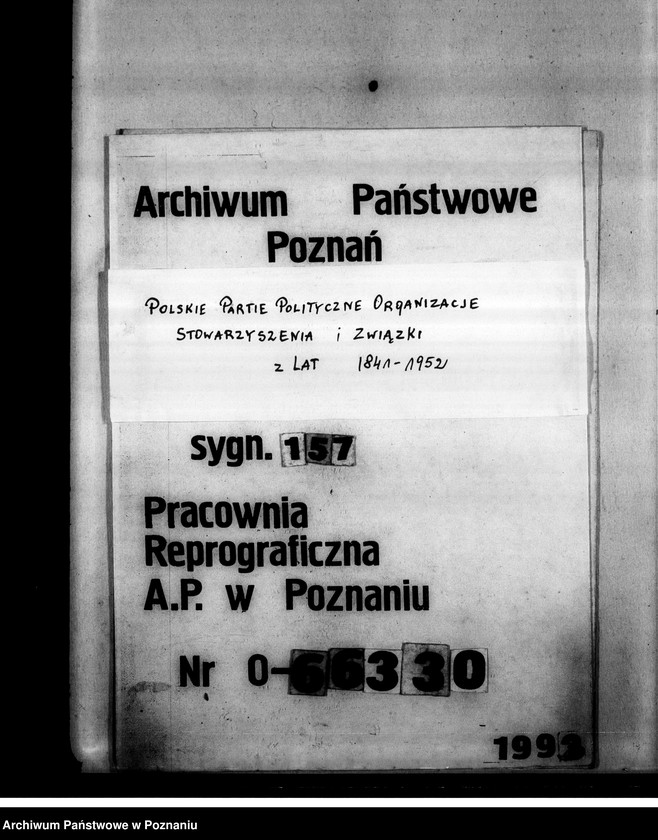 Archiwum Państwowe
Poznań
POLSKIE PARTIE POLITYCZNE ORGANIZACJE
STOWARZYSZENIA i ZWIĄZKI
z LAT 1841-1952
sygn. 157
Pracownia
Reprograficzna
A.P. w Poznaniu
Nr 0-66330
1993
Archiwum Państwowe w Poznaniu